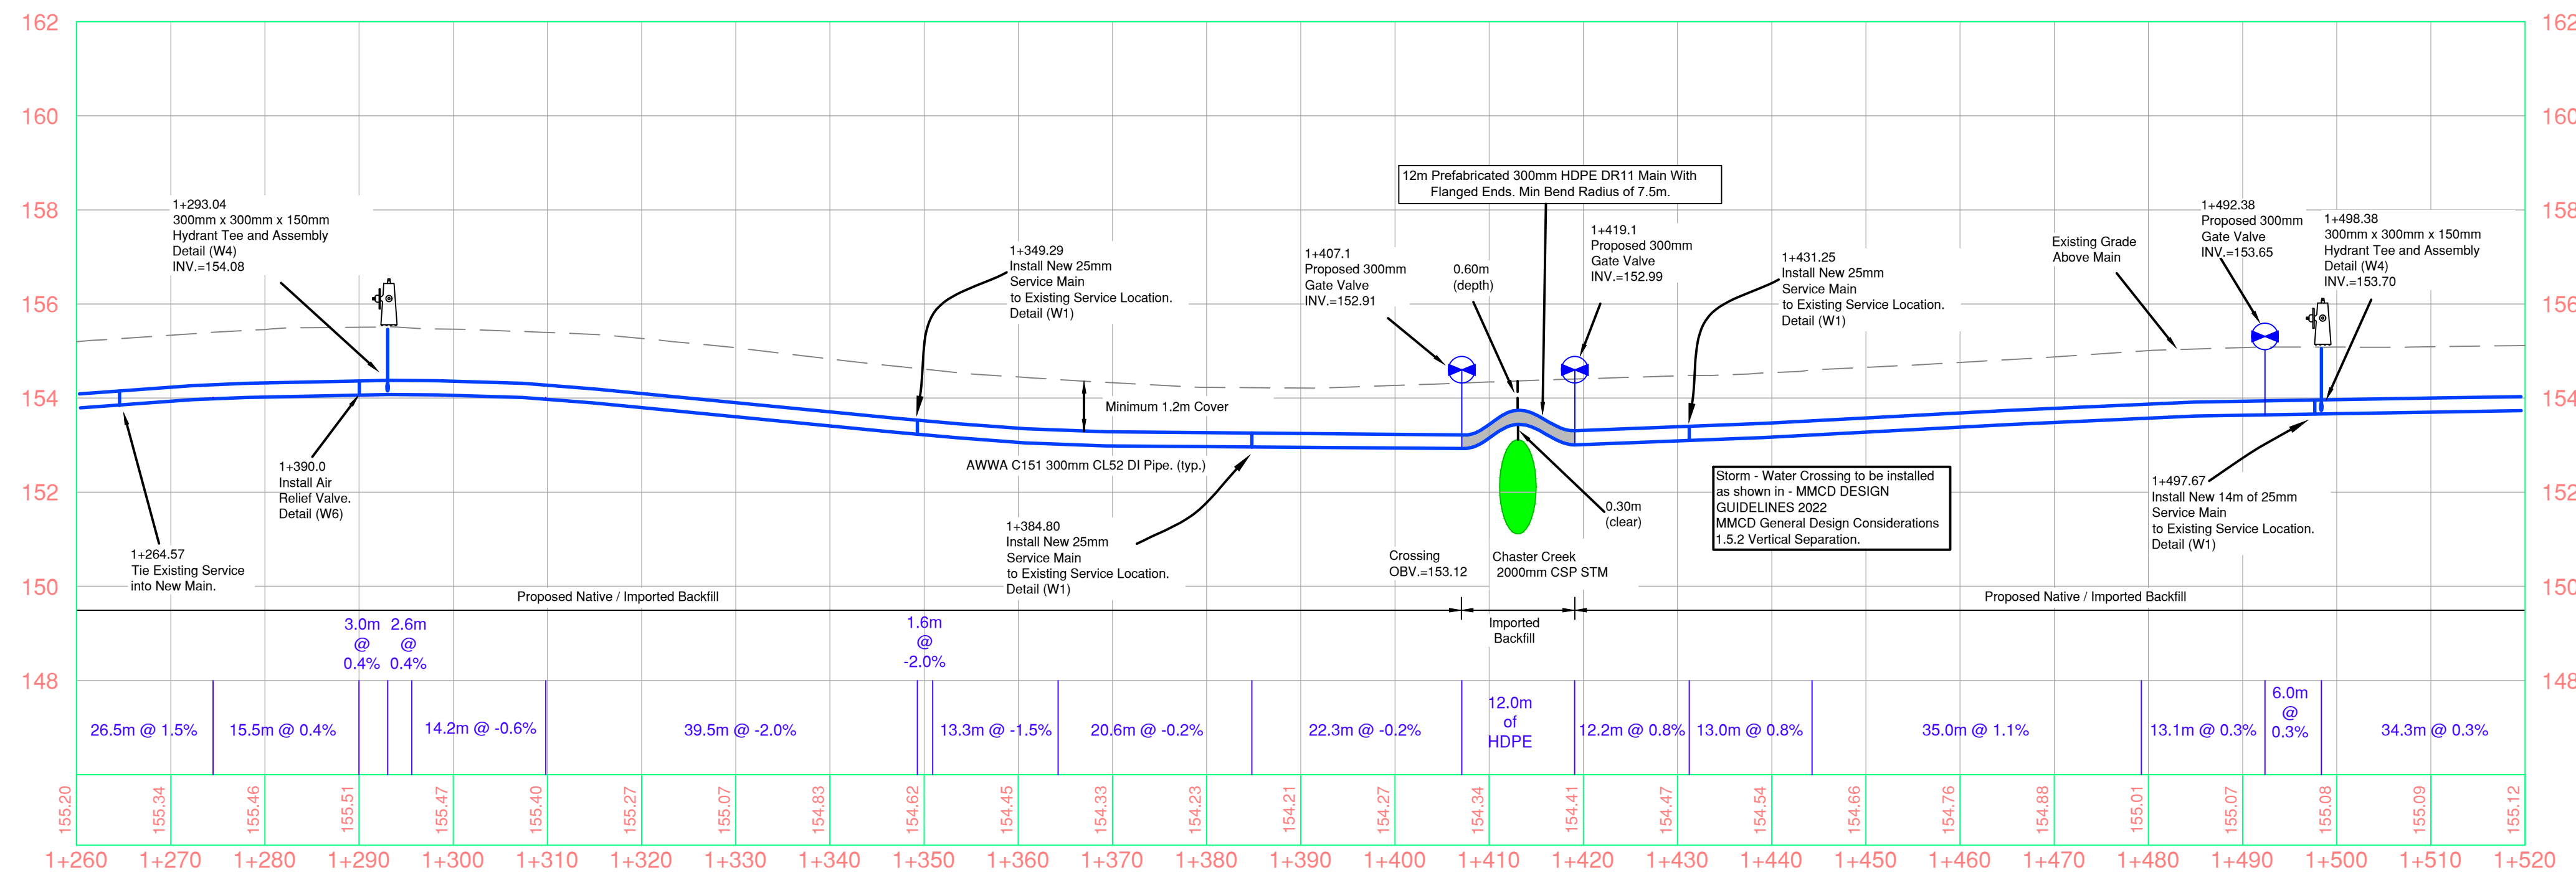 162
160
158
156
154
152
150
148
162
160
158
156
154
152
150
148
1+293.04
300mm x 300mm x 150mm
Hydrant Tee and Assembly
Detail (W4)
INV.=154.08
1+390.0
Install Air
Relief Valve.
Detail (W6)
1+264.57
Tie Existing Service
into New Main.
1+349.29
Install New 25mm
Service Main
to Existing Service Location.
Detail (W1)
Minimum 1.2m Cover
AWWA C151 300mm CL52 DI Pipe. (typ.)
1+384.80
Install New 25mm
Service Main
to Existing Service Location.
Detail (W1)
12m Prefabricated 300mm HDPE DR11 Main With
Flanged Ends. Min Bend Radius of 7.5m.
1+407.1
Proposed 300mm
Gate Valve
INV.=152.91
0.60m
(depth)
1+419.1
Proposed 300mm
Gate Valve
INV.=152.99
0.30m
(clear)
Crossing
OBV.=153.12
Chaster Creek
2000mm CSP STM
1+431.25
Install New 25mm
Service Main
to Existing Service Location.
Detail (W1)
Storm - Water Crossing to be installed
as shown in - MMCD DESIGN
GUIDELINES 2022
MMCD General Design Considerations
1.5.2 Vertical Separation.
Existing Grade
Above Main
1+492.38
Proposed 300mm
Gate Valve
INV.=153.65
1+498.38
300mm x 300mm x 150mm
Hydrant Tee and Assembly
Detail (W4)
INV.=153.70
1+497.67
Install New 14m of 25mm
Service Main
to Existing Service Location.
Detail (W1)
Proposed Native / Imported Backfill
Imported
Backfill
Proposed Native / Imported Backfill
26.5m @ 1.5%
15.5m @ 0.4%
3.0m
@
0.4%
2.6m
@
0.4%
14.2m @ -0.6%
39.5m @ -2.0%
1.6m
@
-2.0%
13.3m @ -1.5%
20.6m @ -0.2%
22.3m @ -0.2%
12.0m
of
HDPE
12.2m @ 0.8%
13.0m @ 0.8%
35.0m @ 1.1%
13.1m @ 0.3%
6.0m
@
0.3%
34.3m @ 0.3%
155.20
155.34
155.46
155.51
155.47
155.40
155.27
155.07
154.83
154.62
154.45
154.33
154.23
154.21
154.27
154.34
154.41
154.47
154.54
154.66
154.76
154.88
155.01
155.07
155.08
155.09
155.12
1+260
1+270
1+280
1+290
1+300
1+310
1+320
1+330
1+340
1+350
1+360
1+370
1+380
1+390
1+400
1+410
1+420
1+430
1+440
1+450
1+460
1+470
1+480
1+490
1+500
1+510
1+520